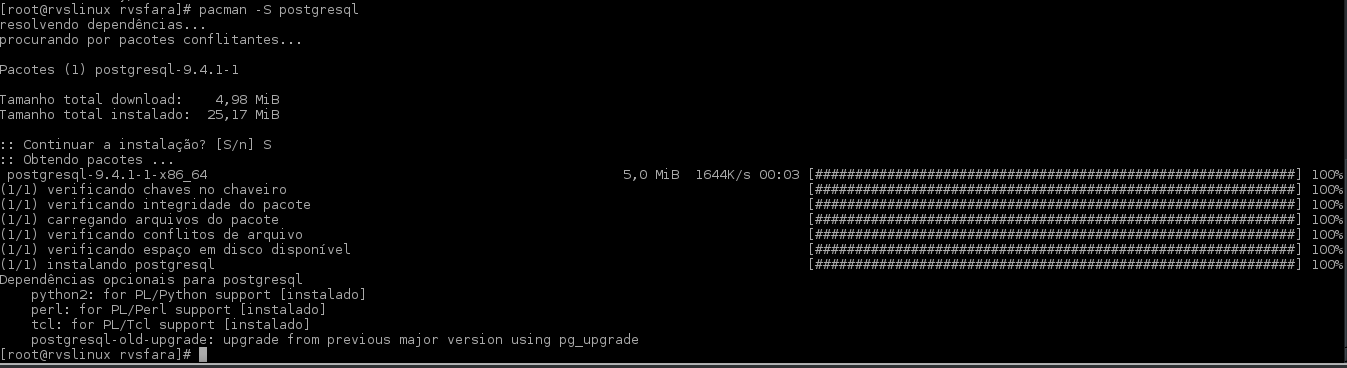 [root@rvslinux rvsfara]# pacman -S postgresql
resolvendo dependências...
procurando por pacotes conflitantes...
Pacotes (1) postgresql-9.4.1-1
Tamanho total download:    4,98 MiB
Tamanho total instalado:  25,17 MiB
:: Continuar a instalação? [S/n] S
:: Obtendo pacotes ...
 postgresql-9.4.1-1-x86_64 5,0 MiB  1644K/s 00:03 [############################################################] 100%
(1/1) verificando chaves no chaveiro [############################################################] 100%
(1/1) verificando integridade do pacote [############################################################] 100%
(1/1) carregando arquivos do pacote [############################################################] 100%
(1/1) verificando conflitos de arquivo [############################################################] 100%
(1/1) verificando espaço em disco disponível [############################################################] 100%
(1/1) instalando postgresql [############################################################] 100%
Dependências opcionais para postgresql
    python2: for PL/Python support [instalado]
    perl: for PL/Perl support [instalado]
    tcl: for PL/Tcl support [instalado]
    postgresql-old-upgrade: upgrade from previous major version using pg_upgrade
[root@rvslinux rvsfara]#